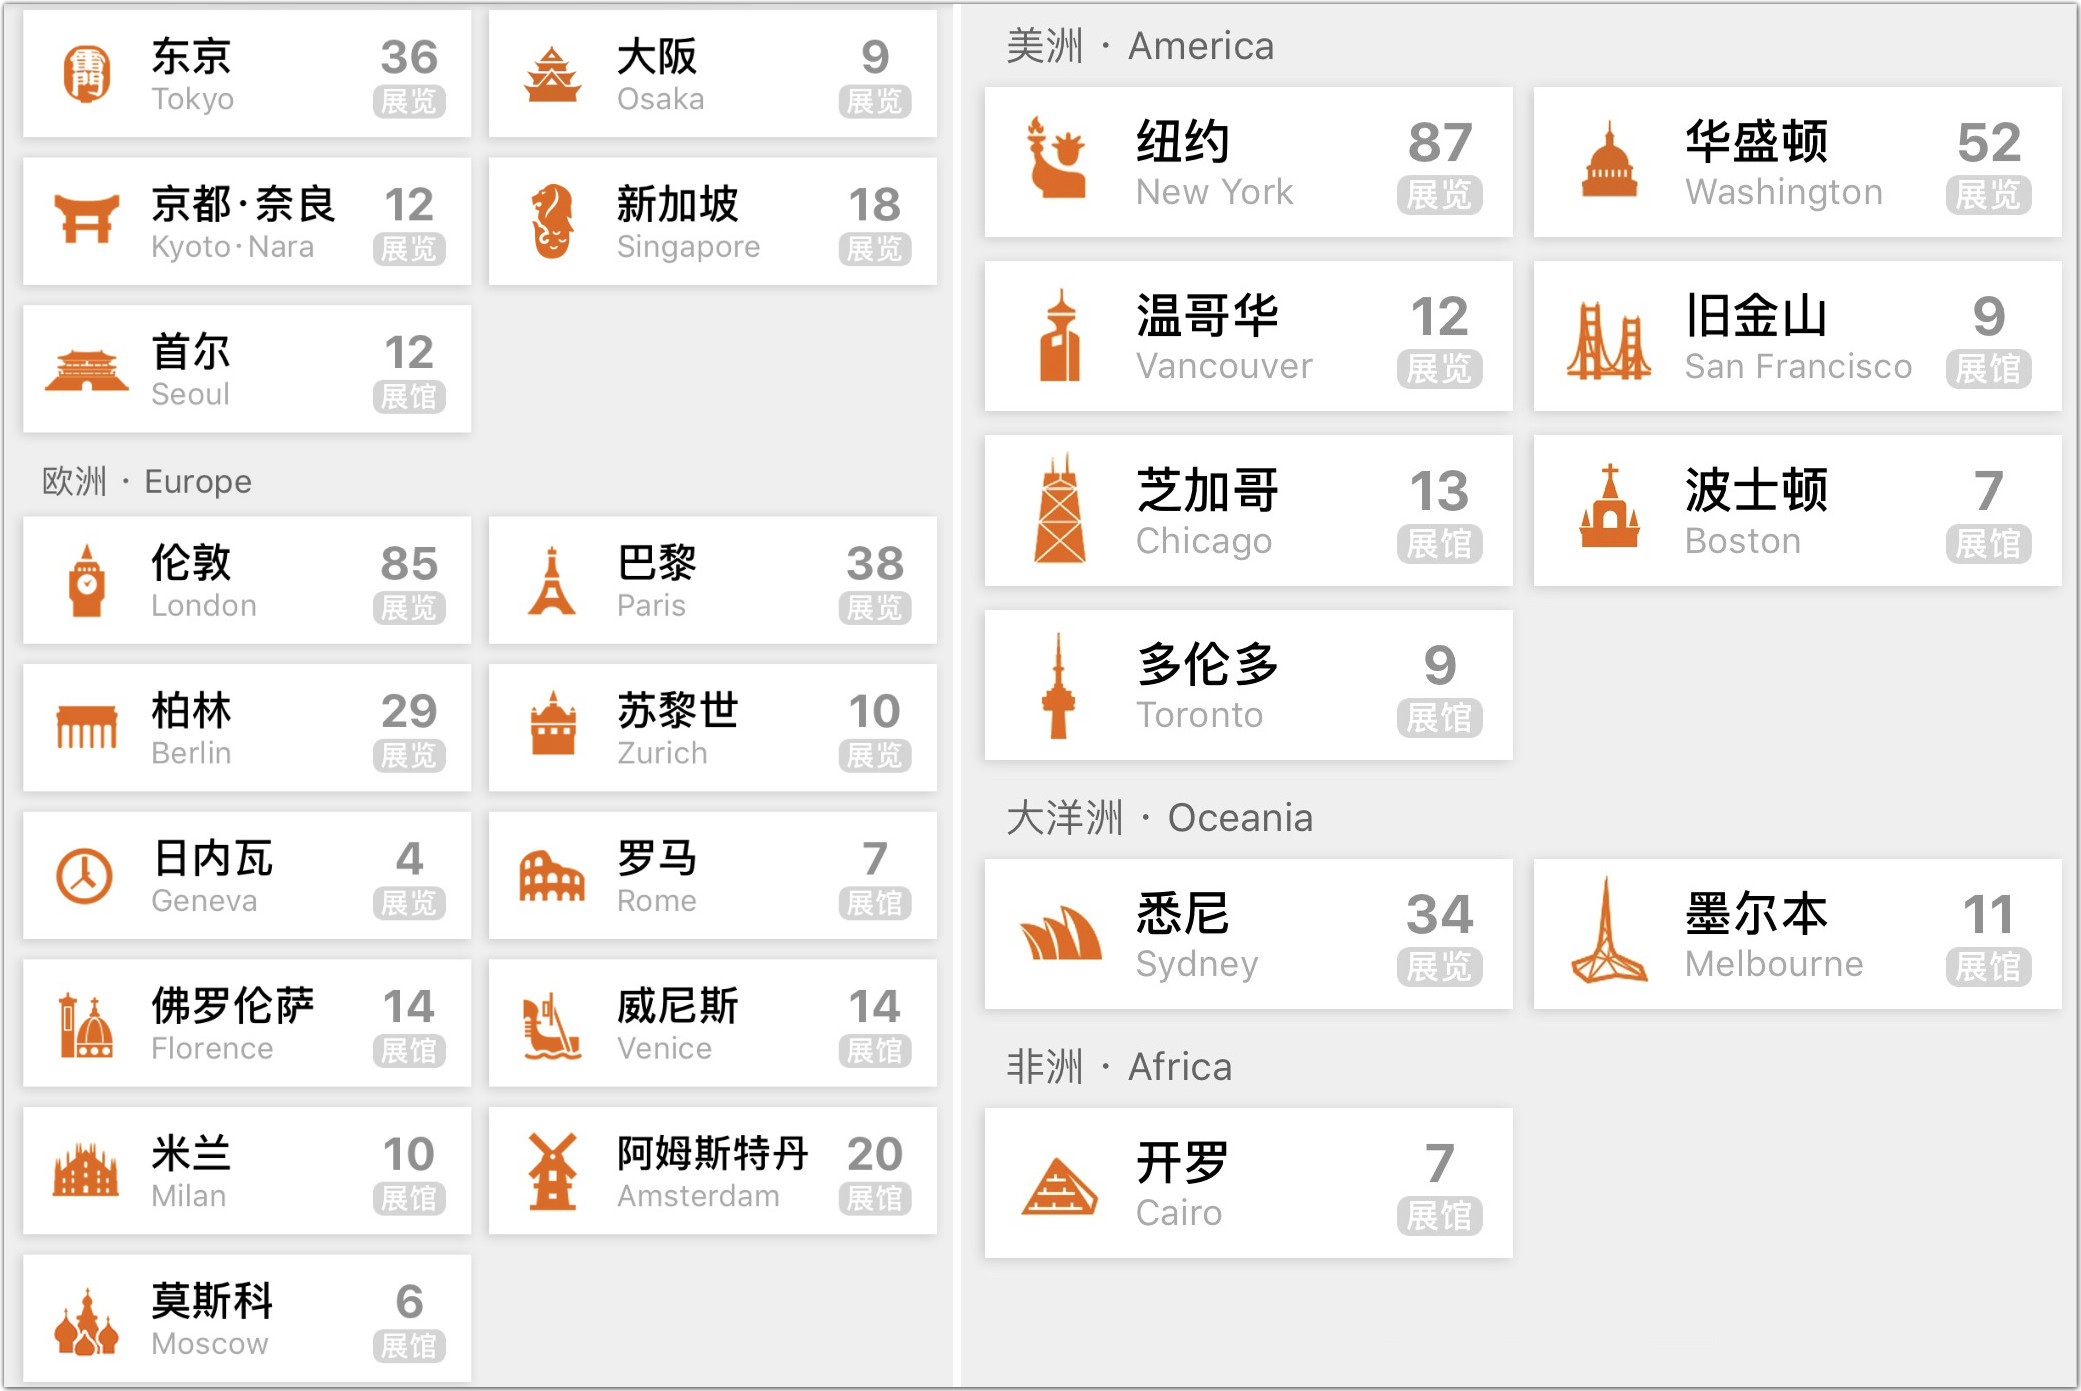 東京
Tokyo
36
展览
大阪
Osaka
9
展览
京都·奈良
Kyoto·Nara
12
展览
新加坡
Singapore
18
展览
首尔
Seoul
12
展馆
欧洲 · Europe
伦敦
London
85
展览
巴黎
Paris
38
展览
柏林
Berlin
29
展览
苏黎世
Zurich
10
展览
日内瓦
Geneva
4
展览
罗马
Rome
7
展馆
佛罗伦萨
Florence
14
展馆
威尼斯
Venice
14
展馆
米兰
Milan
10
展馆
阿姆斯特丹
Amsterdam
20
展馆
莫斯科
Moscow
6
展馆
美洲 · America
纽约
New York
87
展览
华盛顿
Washington
52
展览
温哥华
Vancouver
12
展览
旧金山
San Francisco
9
展馆
芝加哥
Chicago
13
展馆
波士顿
Boston
7
展馆
多伦多
Toronto
9
展馆
大洋洲 · Oceania
悉尼
Sydney
34
展览
墨尔本
Melbourne
11
展馆
非洲 · Africa
开罗
Cairo
7
展馆